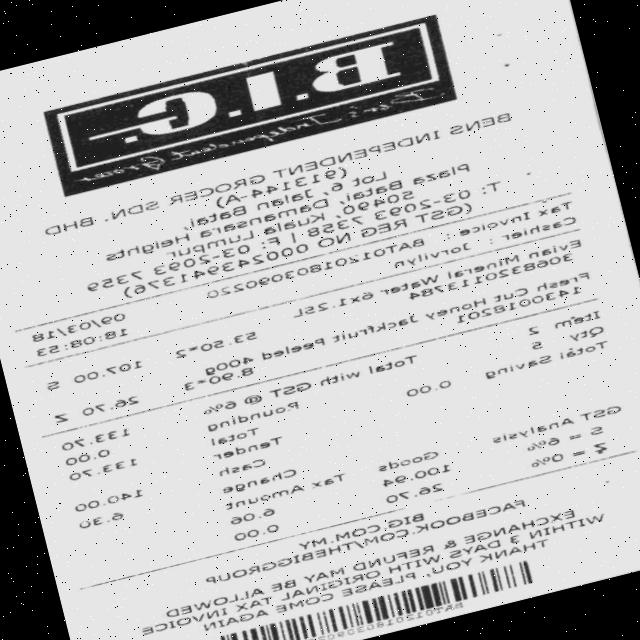 B.I.G.
Ben's Independent Grocer
BENS INDEPENDENT GROCER SDN. BHD
(913144-A)
Lot 6, Jalan Batai,
Plaza Batai, Damansara Heights
50490, Kuala Lumpur
T: 03-2093 7358 | F: 03-2093 7359
(GST REG NO 000243941376)
Tax Invoice : BAT01201803090220 09/03/18
Cashier : Jorvilyn 18:08:53
Evian Mineral Water 6x1.25L
3068320113784 53.50*2 107.00 S
Fresh Cut Honey Jackfruit Peeled 400g
143001B201 8.90*3 26.70 Z
Item 2 Total with GST @ 6% 133.70
Qty 5 Pounding 0.00
Total Saving 0.00 Total 133.70
Tender
Cash 140.00
Change 6.30
GST Analysis Goods Tax Amount
S = 6% 100.94 6.06
Z = 0% 26.70 0.00
BIG.COM.MY
FACEBOOK.COM/THEBIGGROUP
EXCHANGE & REFUND MAY BE ALLOWED
WITHIN 3 DAYS WITH ORIGINAL TAX INVOICE
THANK YOU, PLEASE COME AGAIN
BAT01201803090220